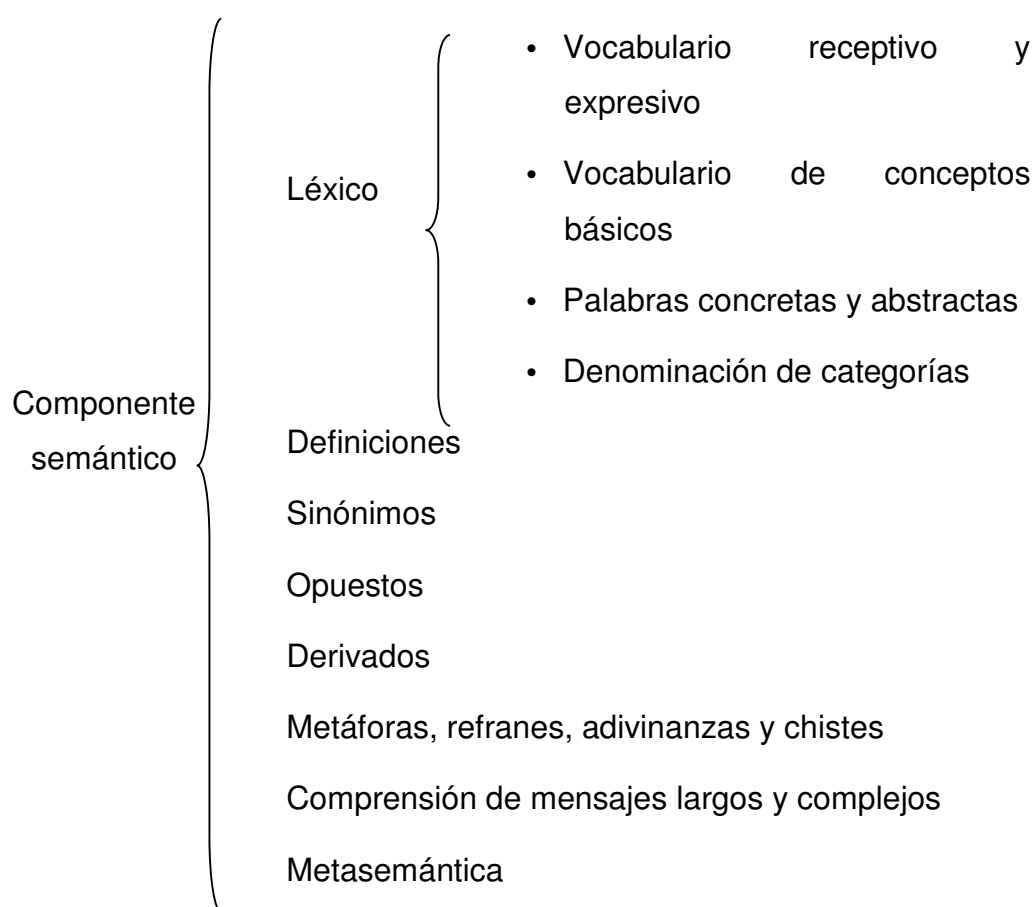 • Vocabulario receptivo y
expresivo
Léxico
• Vocabulario de conceptos
básicos
• Palabras concretas y abstractas
• Denominación de categorías
Componente
semántico
Definiciones
Sinónimos
Opuestos
Derivados
Metáforas, refranes, adivinanzas y chistes
Comprensión de mensajes largos y complejos
Metasemántica